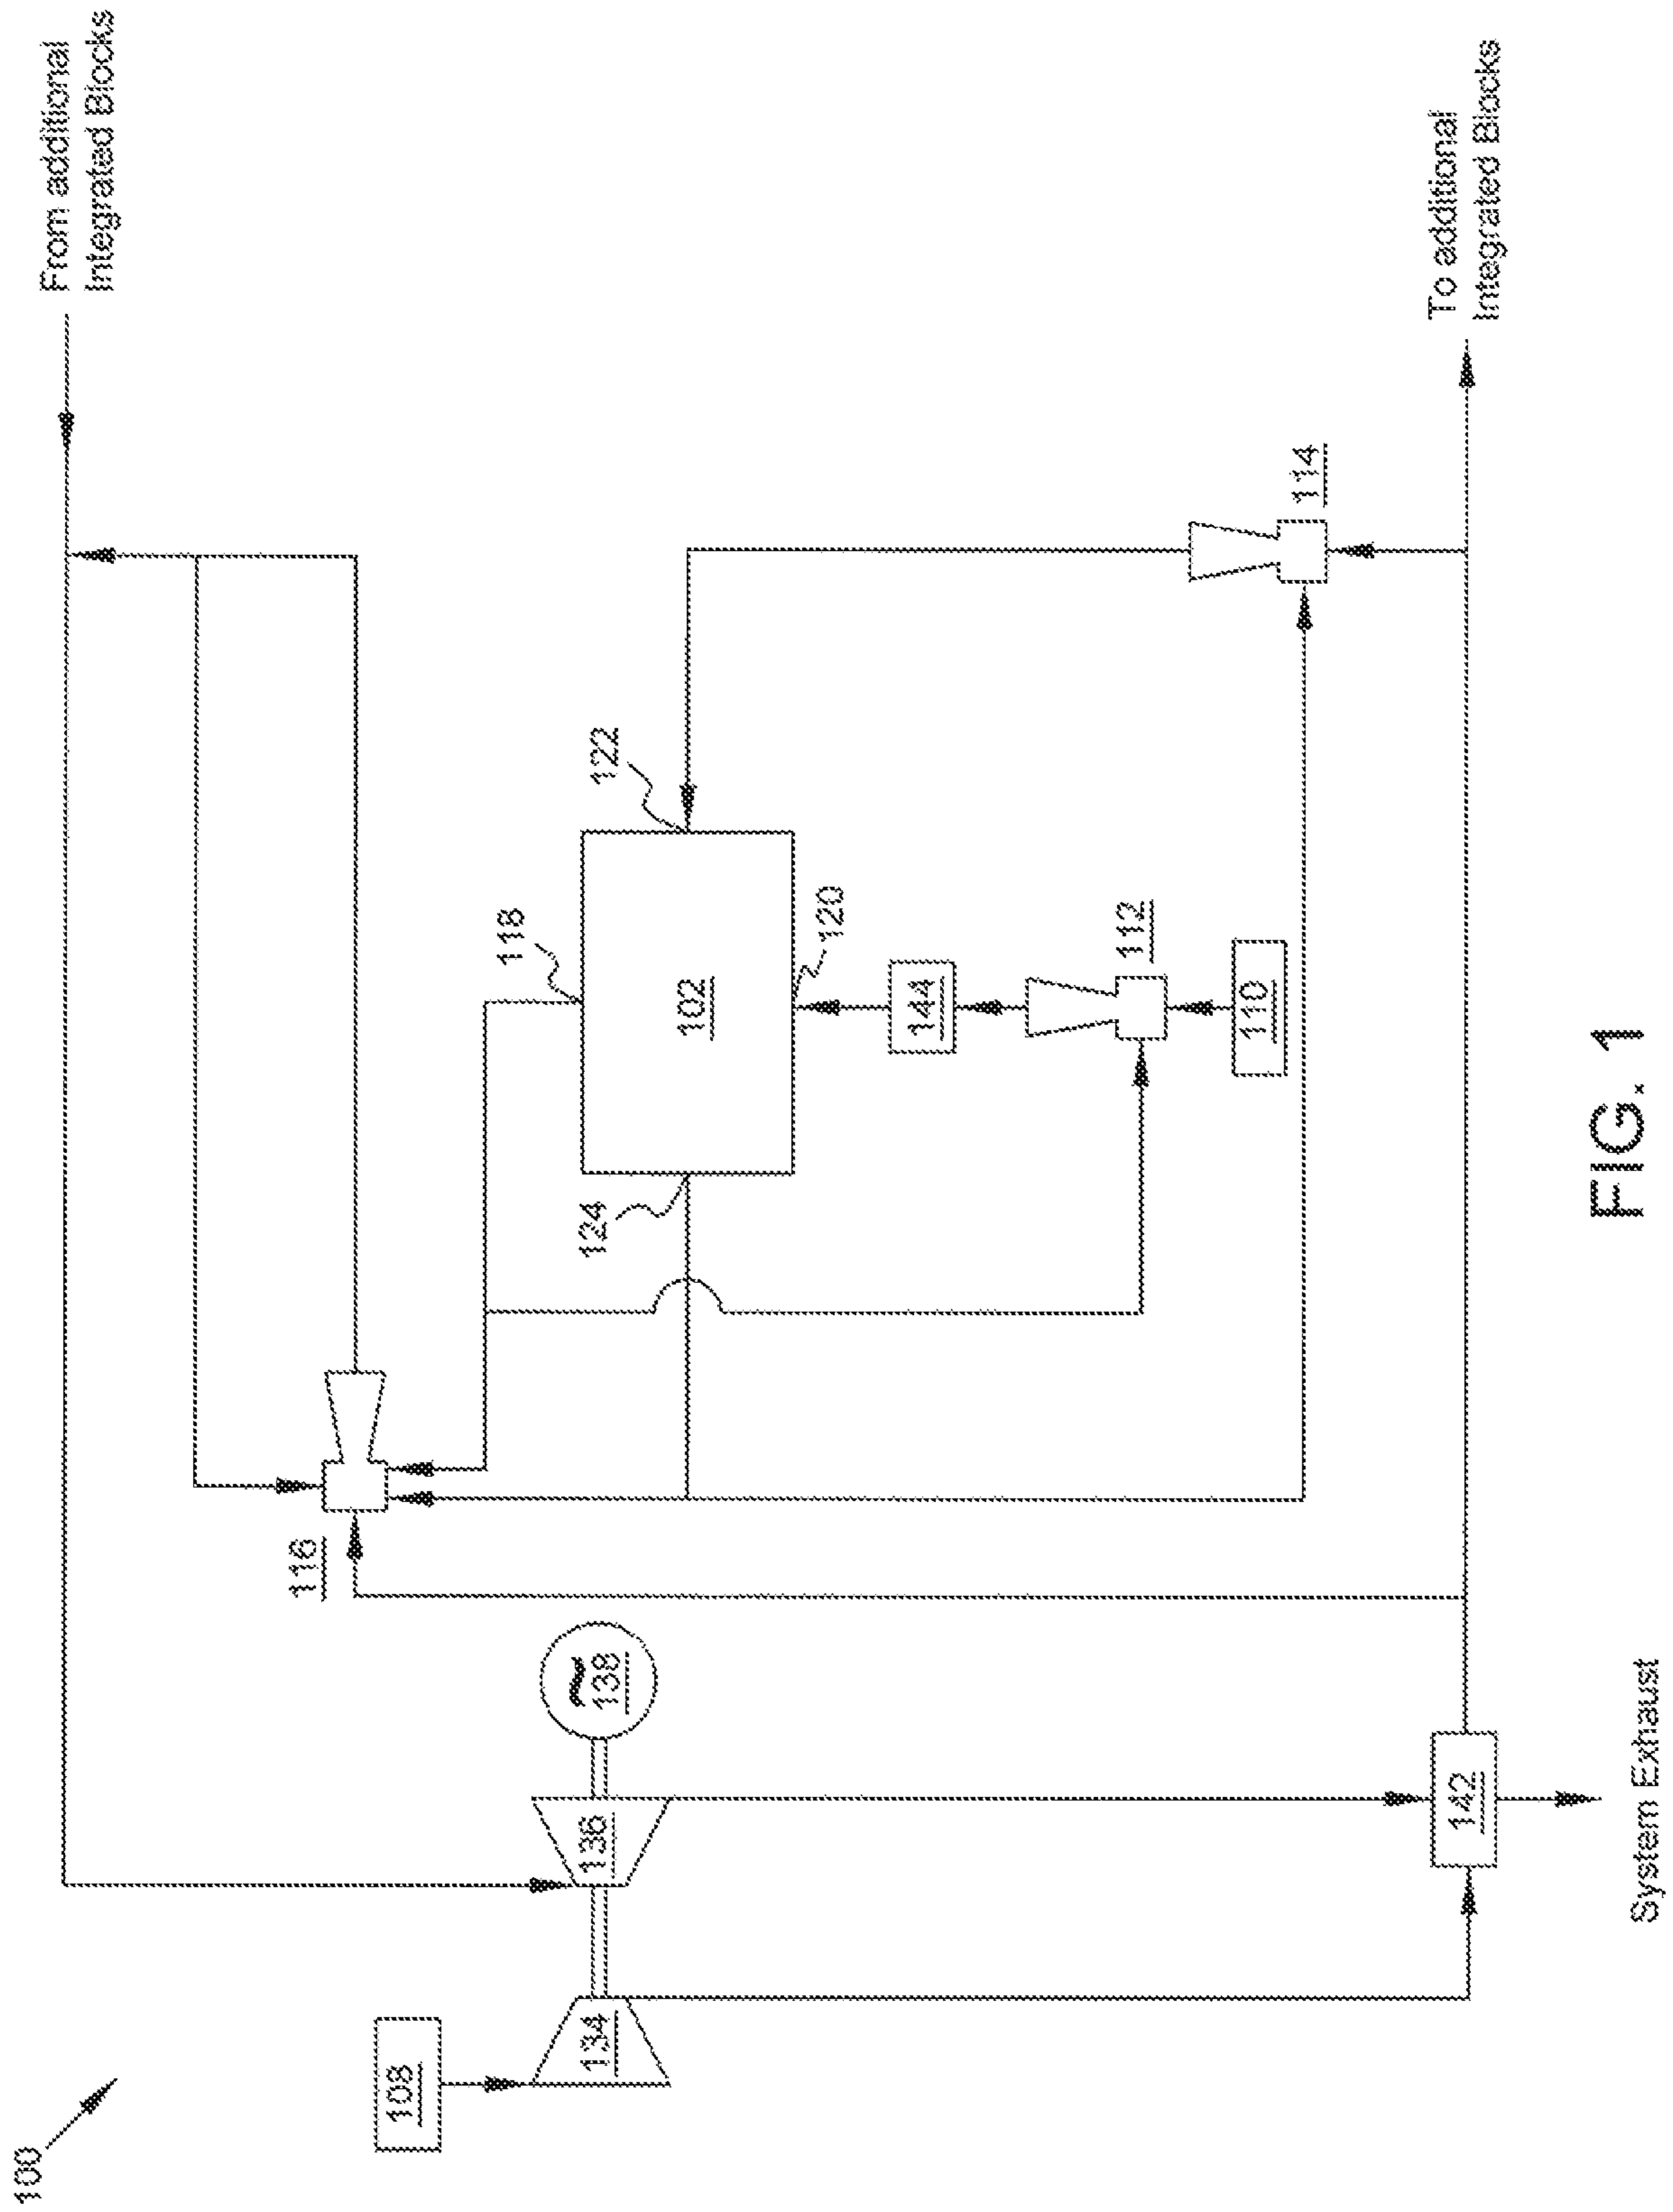 100
From additional
Integrated Blocks
116
108
118
124
122
~
134
136
138
102
120
144
112
110
114
To additional
Integrated Blocks
142
System Exhaust
FIG. 1